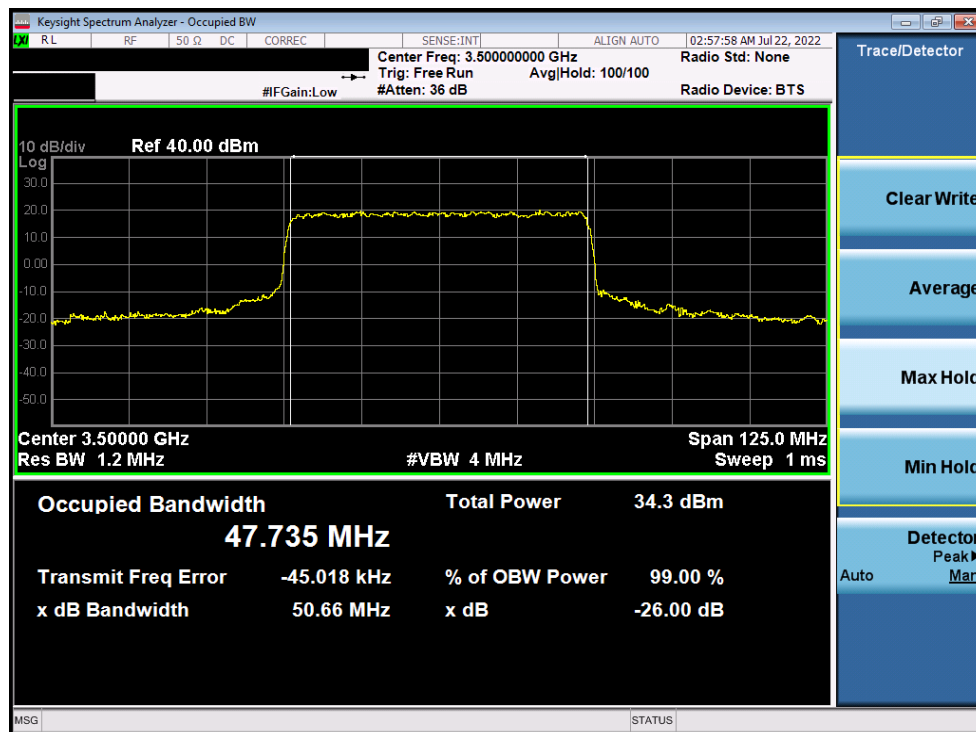 Keysight Spectrum Analyzer - Occupied BW
LXI RL RF 50 Ω DC CORREC SENSE:INT ALIGN AUTO 02:57:58 AM Jul 22, 2022
Center Freq: 3.500000000 GHz Radio Std: None
Trig: Free Run Avg|Hold: 100/100
#IFGain:Low #Atten: 36 dB Radio Device: BTS
Trace/Detector
10 dB/div Ref 40.00 dBm
Log
30.0
20.0
10.0
0.00
-10.0
-20.0
-30.0
-40.0
-50.0
Center 3.50000 GHz Span 125.0 MHz
Res BW 1.2 MHz #VBW 4 MHz Sweep 1 ms
Occupied Bandwidth Total Power 34.3 dBm
47.735 MHz
Transmit Freq Error -45.018 kHz % of OBW Power 99.00 %
x dB Bandwidth 50.66 MHz x dB -26.00 dB
Clear Write
Average
Max Hold
Min Hold
Detector
Peak
Auto Man
MSG STATUS